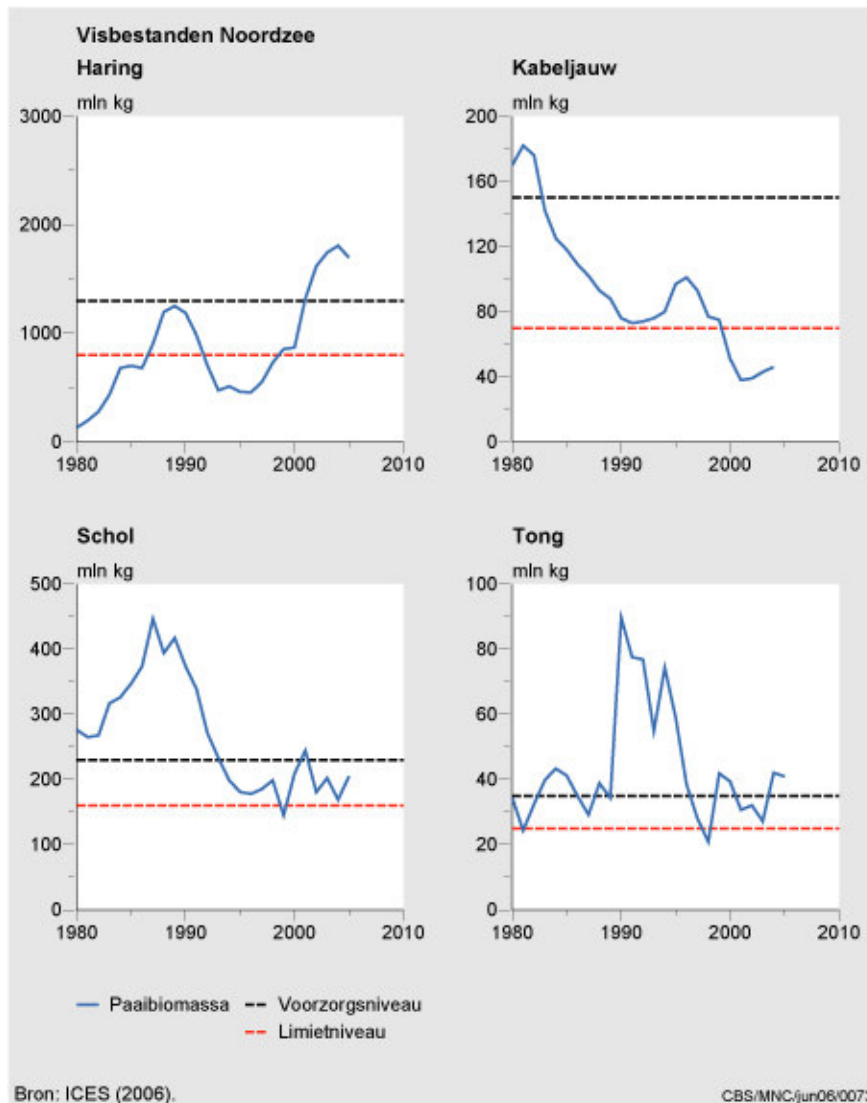 Visbestanden Noordzee
Haring
mln kg
3000
2000
1000
0
1980 1990 2000 2010
Kabeljauw
mln kg
200
160
120
80
40
0
1980 1990 2000 2010
Schol
mln kg
500
400
300
200
100
0
1980 1990 2000 2010
Tong
mln kg
100
80
60
40
20
0
1980 1990 2000 2010
Paaibiomassa Voorzorgsniveau
Limietniveau
Bron: ICES (2006).